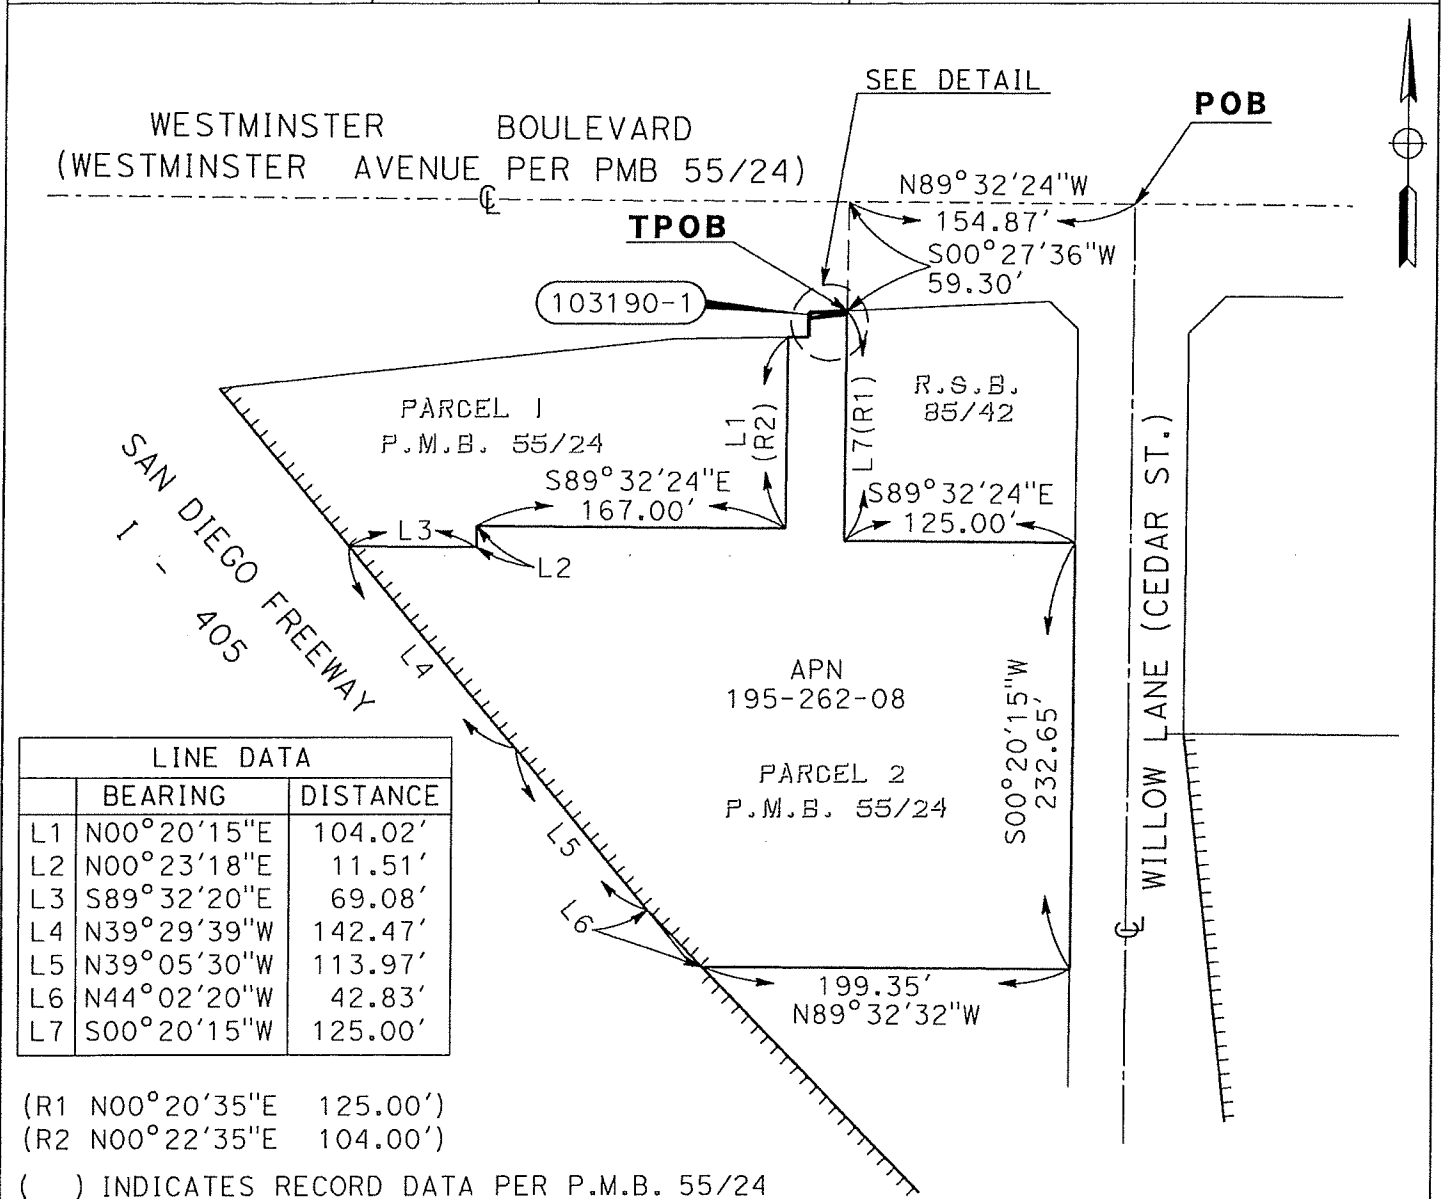 SEE DETAIL
POB
WESTMINSTER BOULEVARD
(WESTMINSTER AVENUE PER PMB 55/24)
N89°32'24"W
154.87'
℄
TPOB
S00°27'36"W
59.30'
103190-1
PARCEL 1
P.M.B. 55/24
L1
(R2)
L7(R1)
R.S.B.
85/42
S89°32'24"E
167.00'
S89°32'24"E
125.00'
L3
L2
SAN DIEGO FREEWAY
I - 405
L4
APN
195-262-08
PARCEL 2
P.M.B. 55/24
S00°20'15"W
232.65'
WILLOW LANE (CEDAR ST.)
℄
L5
L6
199.35'
N89°32'32"W
LINE DATA
BEARING DISTANCE
L1 N00°20'15"E 104.02'
L2 N00°23'18"E 11.51'
L3 S89°32'20"E 69.08'
L4 N39°29'39"W 142.47'
L5 N39°05'30"W 113.97'
L6 N44°02'20"W 42.83'
L7 S00°20'15"W 125.00'
(R1 N00°20'35"E 125.00')
(R2 N00°22'35"E 104.00')
( ) INDICATES RECORD DATA PER P.M.B. 55/24